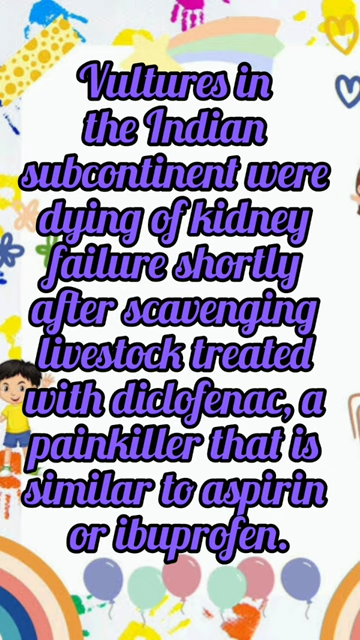 Vultures in
the Indian
subcontinent were
dying of kidney
failure shortly
after scavenging
livestock treated
with diclofenac, a
painkiller that is
similar to aspirin
or ibuprofen.